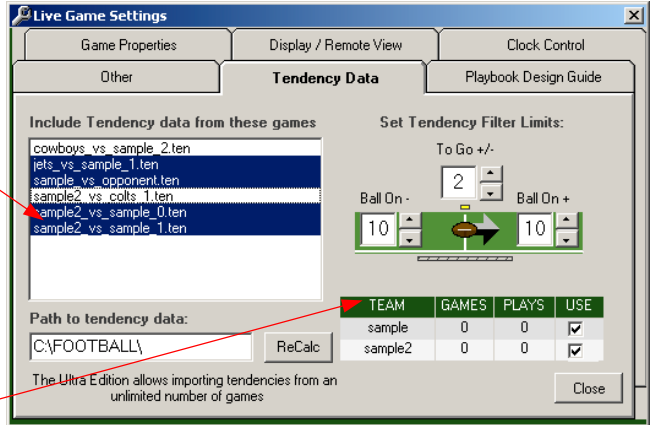 Live Game Settings
Game Properties
Display / Remote View
Clock Control
Other
Tendency Data
Playbook Design Guide
Include Tendency data from these games
cowboys_vs_sample_2.ten
jets_vs_sample_1.ten
sample_vs_opponent.ten
sample2_vs_colts_1.ten
sample2_vs_sample_0.ten
sample2_vs_sample_1.ten
Set Tendency Filter Limits:
To Go +/-
2
Ball On -
Ball On +
10
10
TEAM GAMES PLAYS USE
sample 0 0
sample2 0 0
Path to tendency data:
C:\FOOTBALL\
ReCalc
The Ultra Edition allows importing tendencies from an
unlimited number of games
Close